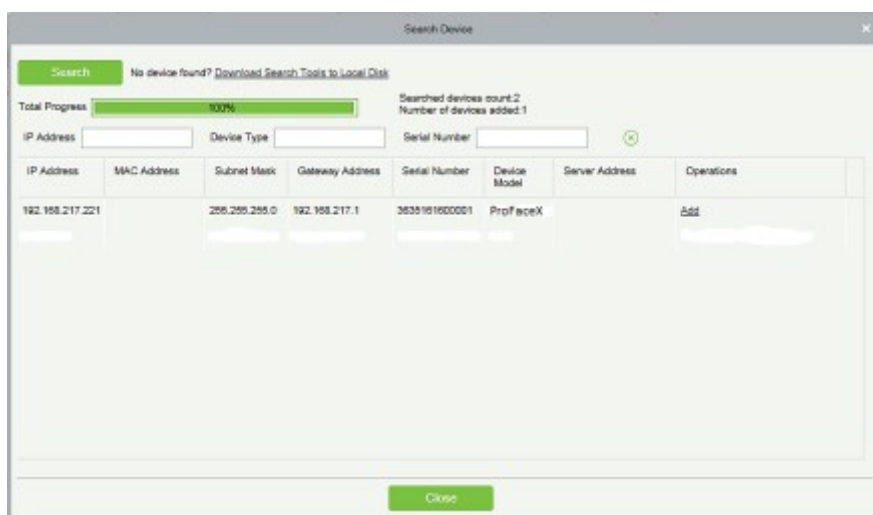 Search Device
Search No device found? Download Search Tools to Local Disk
Total Progress 100% Searched devices count:2
Number of devices added:1
IP Address Device Type Serial Number
IP Address MAC Address Subnet Mask Gateway Address Serial Number Device Model Server Address Operations
192.168.217.221 255.255.255.0 192.168.217.1 3635161600001 ProFaceX Add
Close